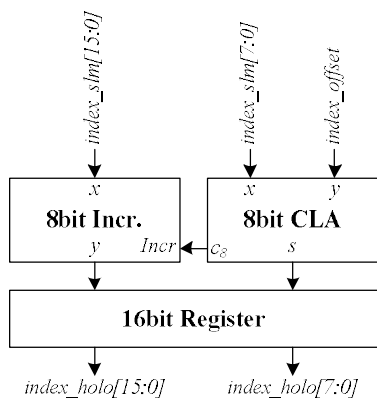 index_slm[15:0]
index_slm[7:0]
index_offset
x
x
y
8bit Incr.
8bit CLA
y
Incr
c8
s
16bit Register
index_holo[15:0]
index_holo[7:0]